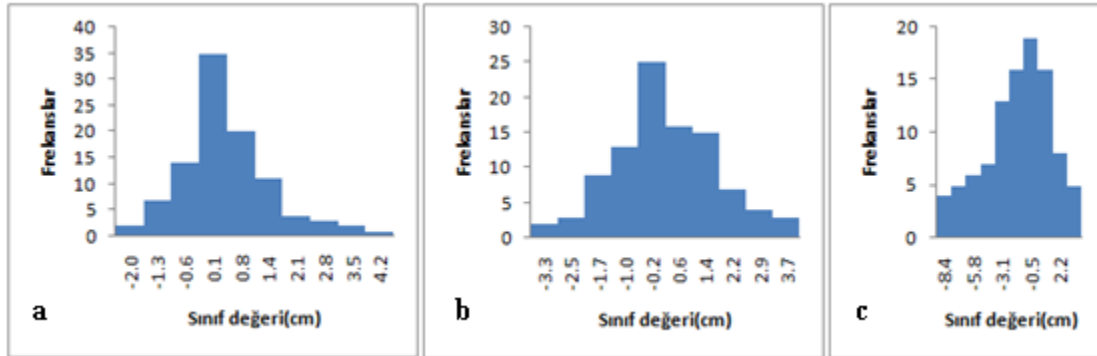 40
35
30
25
20
15
10
5
0
Frekanslar
-2.0 -1.3 -0.6 0.1 0.8 1.4 2.1 2.8 3.5 4.2
Sınıf değeri(cm)
a
30
25
20
15
10
5
0
Frekanslar
-3.3 -2.5 -1.7 -1.0 -0.2 0.6 1.4 2.2 2.9 3.7
Sınıf değeri(cm)
b
20
15
10
5
0
Frekanslar
-8.4 -5.8 -3.1 -0.5 2.2
Sınıf değeri(cm)
c